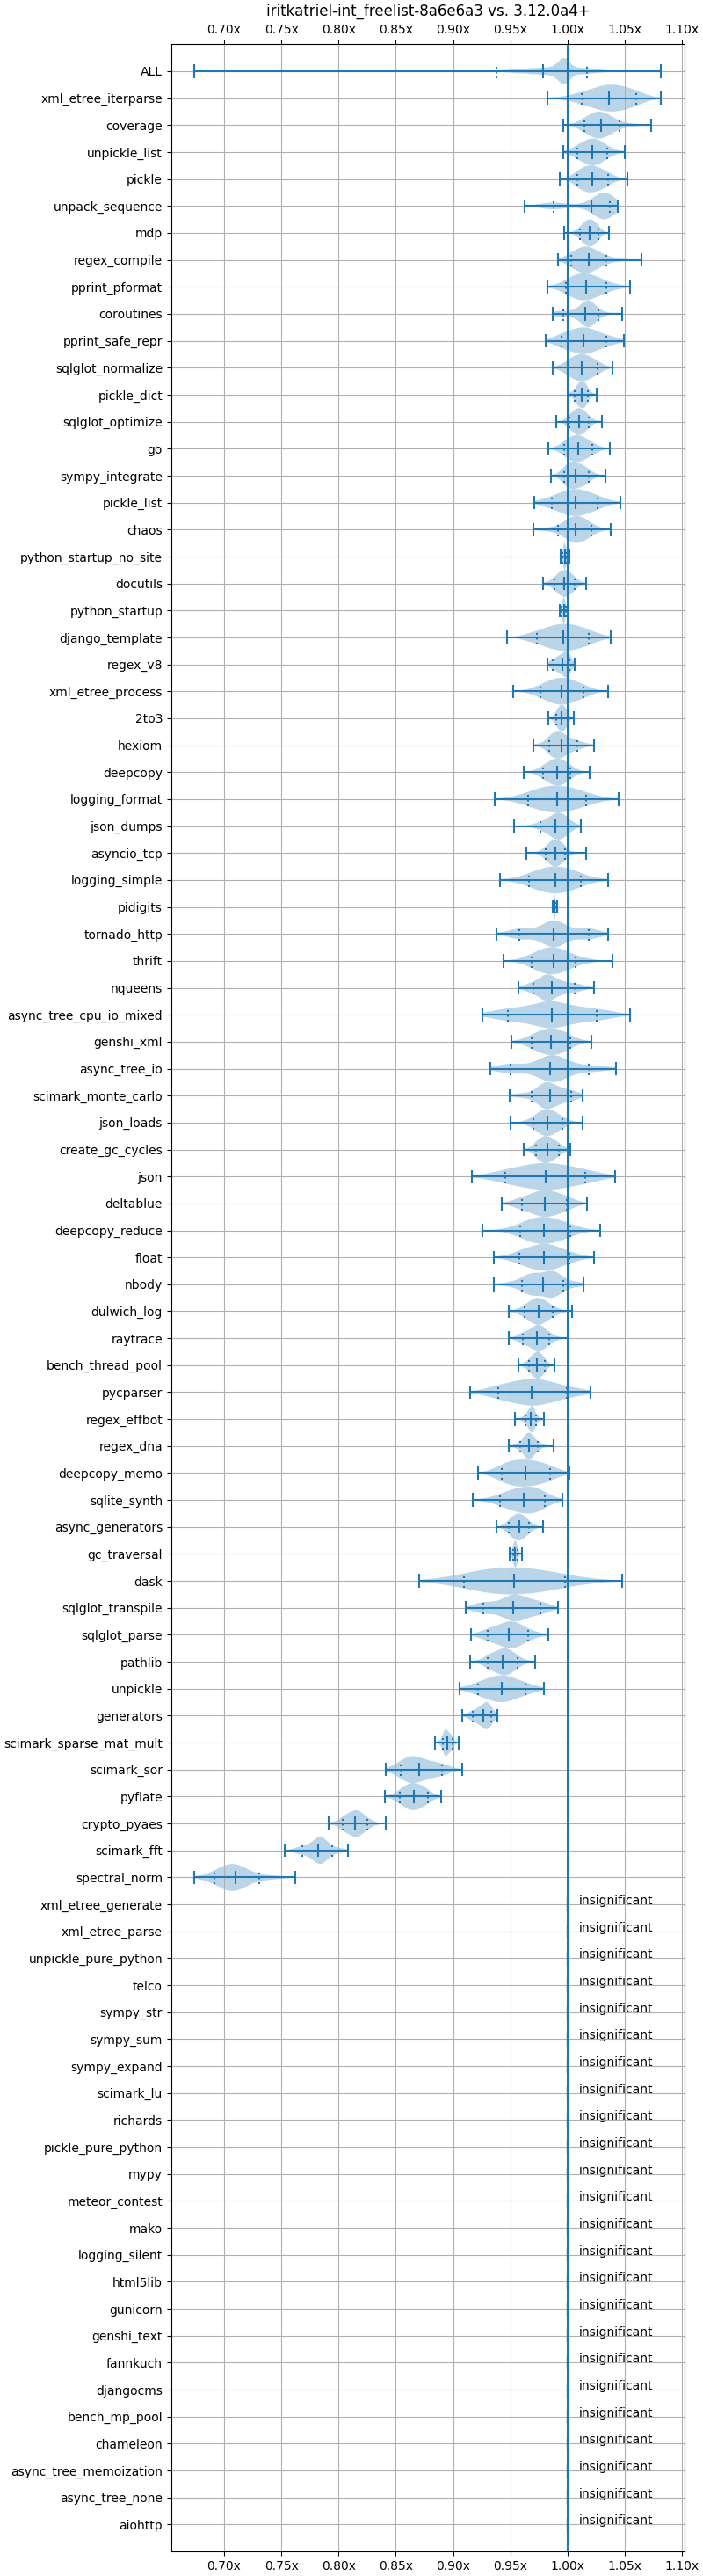 iritkatriel-int_freelist-8a6e6a3 vs. 3.12.0a4+
0.70x 0.75x 0.80x 0.85x 0.90x 0.95x 1.00x 1.05x 1.10x
ALL
xml_etree_iterparse
coverage
unpickle_list
pickle
unpack_sequence
mdp
regex_compile
pprint_pformat
coroutines
pprint_safe_repr
sqlglot_normalize
pickle_dict
sqlglot_optimize
go
sympy_integrate
pickle_list
chaos
python_startup_no_site
docutils
python_startup
django_template
regex_v8
xml_etree_process
2to3
hexiom
deepcopy
logging_format
json_dumps
asyncio_tcp
logging_simple
pidigits
tornado_http
thrift
nqueens
async_tree_cpu_io_mixed
genshi_xml
async_tree_io
scimark_monte_carlo
json_loads
create_gc_cycles
json
deltablue
deepcopy_reduce
float
nbody
dulwich_log
raytrace
bench_thread_pool
pycparser
regex_effbot
regex_dna
deepcopy_memo
sqlite_synth
async_generators
gc_traversal
dask
sqlglot_transpile
sqlglot_parse
pathlib
unpickle
generators
scimark_sparse_mat_mult
scimark_sor
pyflate
crypto_pyaes
scimark_fft
spectral_norm
xml_etree_generate insignificant
xml_etree_parse insignificant
unpickle_pure_python insignificant
telco insignificant
sympy_str insignificant
sympy_sum insignificant
sympy_expand insignificant
scimark_lu insignificant
richards insignificant
pickle_pure_python insignificant
mypy insignificant
meteor_contest insignificant
mako insignificant
logging_silent insignificant
html5lib insignificant
gunicorn insignificant
genshi_text insignificant
fannkuch insignificant
djangocms insignificant
bench_mp_pool insignificant
chameleon insignificant
async_tree_memoization insignificant
async_tree_none insignificant
aiohttp insignificant
0.70x 0.75x 0.80x 0.85x 0.90x 0.95x 1.00x 1.05x 1.10x